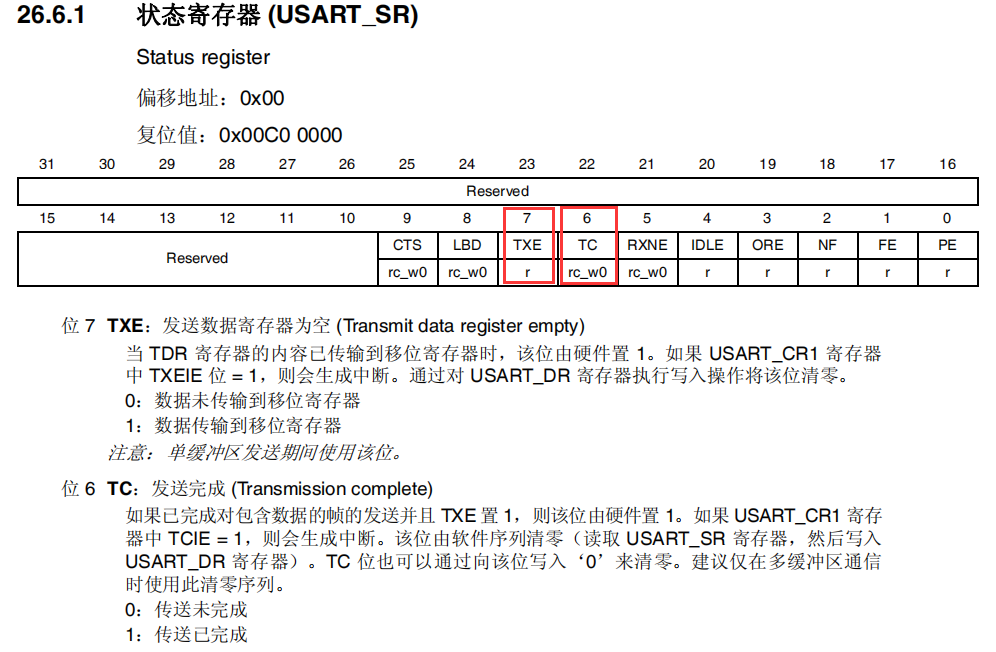 26.6.1 状态寄存器 (USART_SR)
Status register
偏移地址：0x00
复位值：0x00C0 0000
31 30 29 28 27 26 25 24 23 22 21 20 19 18 17 16
Reserved
15 14 13 12 11 10 9 8 7 6 5 4 3 2 1 0
Reserved CTS LBD TXE TC RXNE IDLE ORE NF FE PE
rc_w0 rc_w0 r rc_w0 rc_w0 r r r r r
位 7 TXE：发送数据寄存器为空 (Transmit data register empty)
当 TDR 寄存器的内容已传输到移位寄存器时，该位由硬件置 1。如果 USART_CR1 寄存器
中 TXEIE 位 = 1，则会生成中断。通过对 USART_DR 寄存器执行写入操作将该位清零。
0：数据未传输到移位寄存器
1：数据传输到移位寄存器
注意：单缓冲区发送期间使用该位。
位 6 TC：发送完成 (Transmission complete)
如果已完成对包含数据的帧的发送并且 TXE 置 1，则该位由硬件置 1。如果 USART_CR1 寄存
器中 TCIE = 1，则会生成中断。该位由软件序列清零（读取 USART_SR 寄存器，然后写入
USART_DR 寄存器）。TC 位也可以通过向该位写入‘0’来清零。建议仅在多缓冲区通信
时使用此清零序列。
0：传送未完成
1：传送已完成